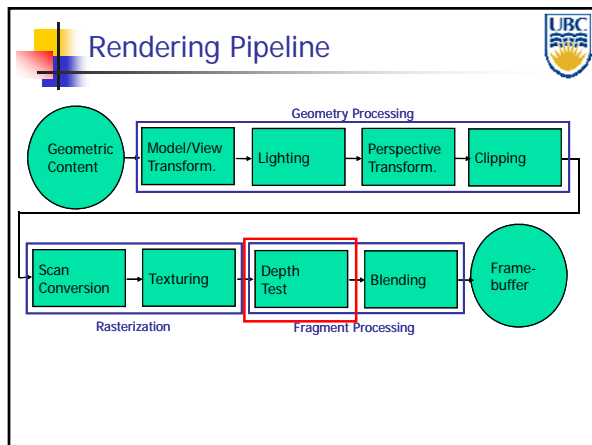 Rendering Pipeline
UBC
Geometry Processing
Geometric
Content
Model/View
Transform.
Lighting
Perspective
Transform.
Clipping
Scan
Conversion
Texturing
Depth
Test
Blending
Frame-
buffer
Rasterization
Fragment Processing